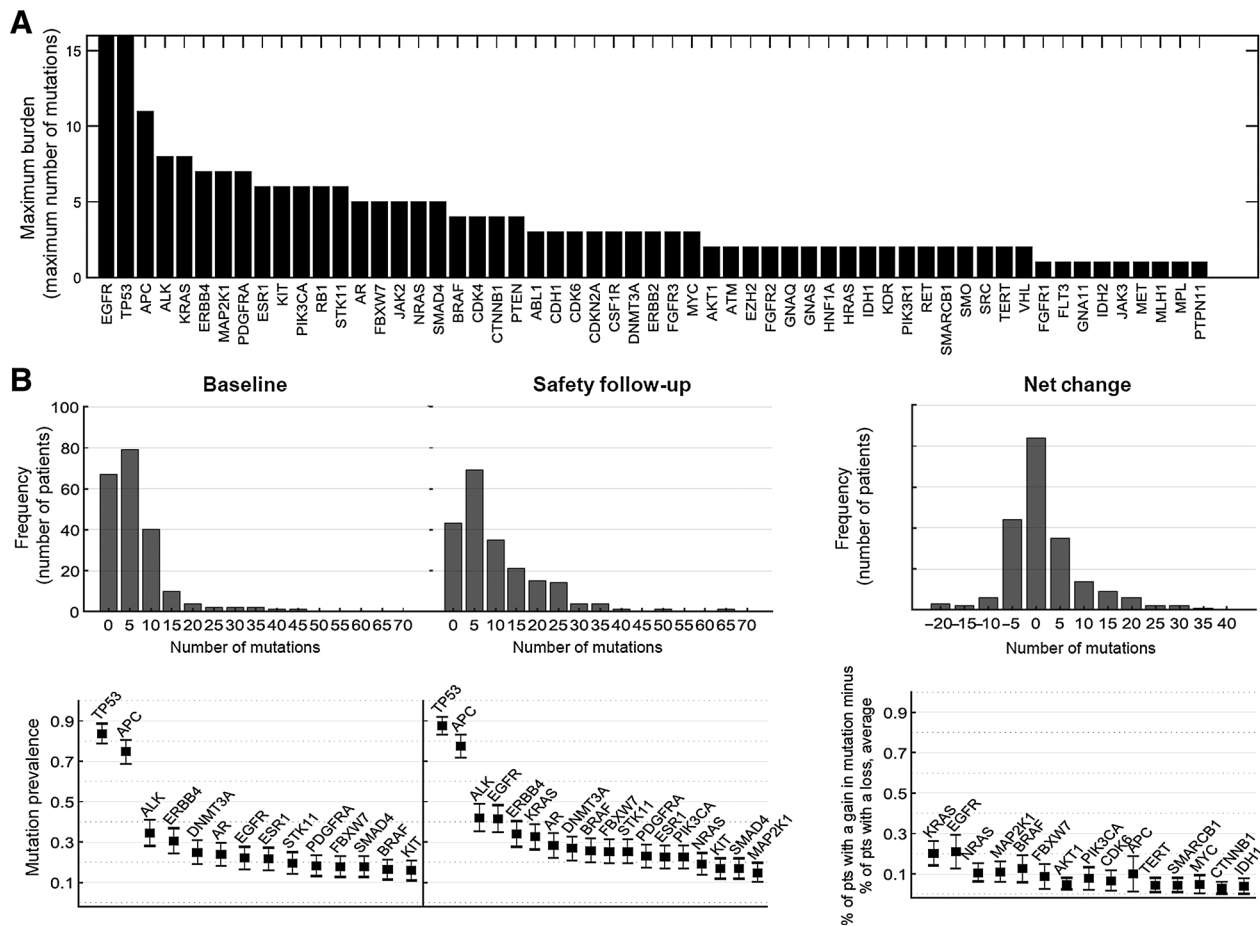 A
Maximum burden
(maximum number of mutations)
15
10
5
0
EGFR
TP53
APC
ALK
KRAS
ERBB4
MAP2K1
PDGFRA
ESR1
KIT
PIK3CA
RB1
STK11
AR
FBXW7
JAK2
NRAS
SMAD4
BRAF
CDK4
CTNNB1
PTEN
ABL1
CDH1
CDK6
CDKN2A
CSF1R
DNMT3A
ERBB2
FGFR3
MYC
AKT1
ATM
EZH2
FGFR2
GNAQ
GNAS
HNF1A
HRAS
IDH1
KDR
PIK3R1
RET
SMARCB1
SMO
SRC
TERT
VHL
FGFR1
FLT3
GNA11
IDH2
JAK3
MET
MLH1
MPL
PTPN11
B
Baseline
Frequency
(number of patients)
100
80
60
40
20
0
0 5 10 15 20 25 30 35 40 45 50 55 60 65 70
Number of mutations
Safety follow-up
0 5 10 15 20 25 30 35 40 45 50 55 60 65 70
Number of mutations
Net change
Frequency
(number of patients)
−20 −15 −10 −5 0 5 10 15 20 25 30 35 40
Number of mutations
Mutation prevalence
0.9
0.7
0.5
0.3
0.1
TP53
APC
ALK
ERBB4
DNMT3A
AR
EGFR
ESR1
STK11
PDGFRA
FBXW7
SMAD4
BRAF
KIT
TP53
APC
ALK
EGFR
ERBB4
KRAS
AR
DNMT3A
BRAF
FBXW7
STK11
PDGFRA
ESR1
PIK3CA
NRAS
KIT
SMAD4
MAP2K1
% of pts with a gain in mutation minus
% of pts with a loss, average
0.9
0.7
0.5
0.3
0.1
KRAS
EGFR
NRAS
MAP2K1
BRAF
FBXW7
AKT1
PIK3CA
CDK6
APC
TERT
SMARCB1
MYC
CTNNB1
IDH1